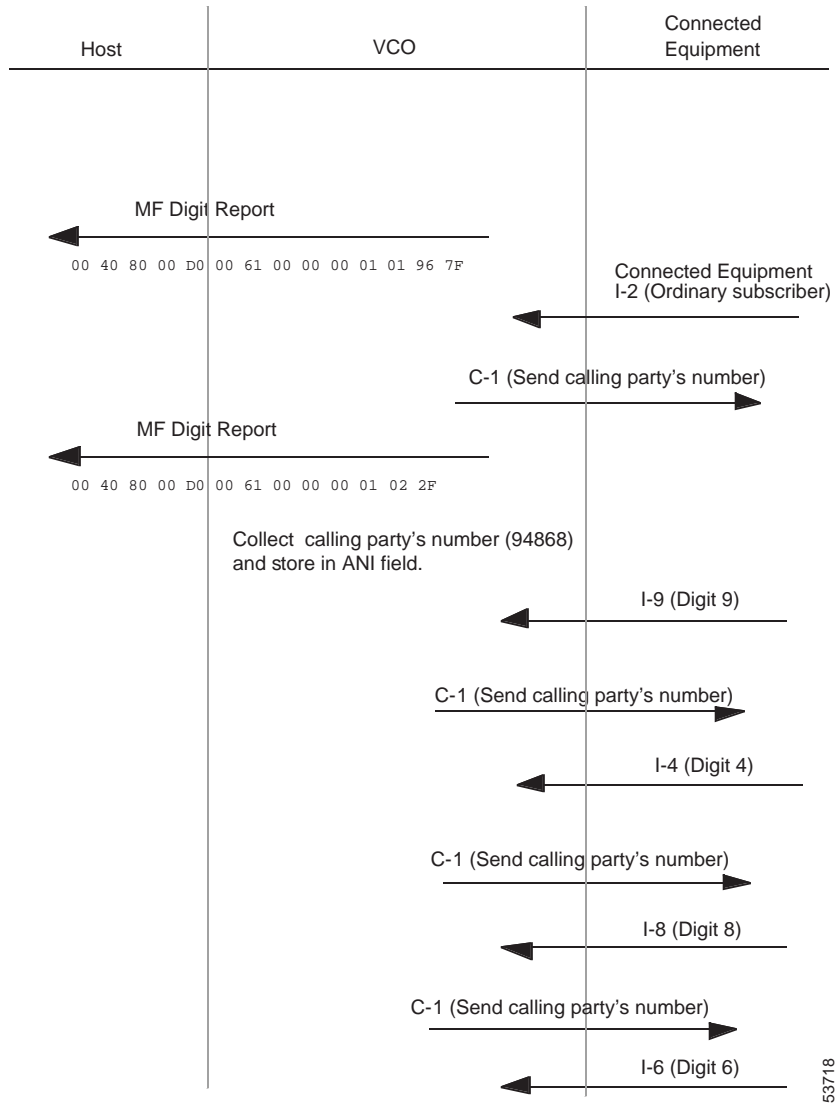 Host
VCO
Connected
Equipment
MF Digit Report
00 40 80 00 D0 00 61 00 00 00 01 01 96 7F
Connected Equipment
I-2 (Ordinary subscriber)
C-1 (Send calling party's number)
MF Digit Report
00 40 80 00 D0 00 61 00 00 00 01 02 2F
Collect calling party's number (94868)
and store in ANI field.
I-9 (Digit 9)
C-1 (Send calling party's number)
I-4 (Digit 4)
C-1 (Send calling party's number)
I-8 (Digit 8)
C-1 (Send calling party's number)
I-6 (Digit 6)
53718